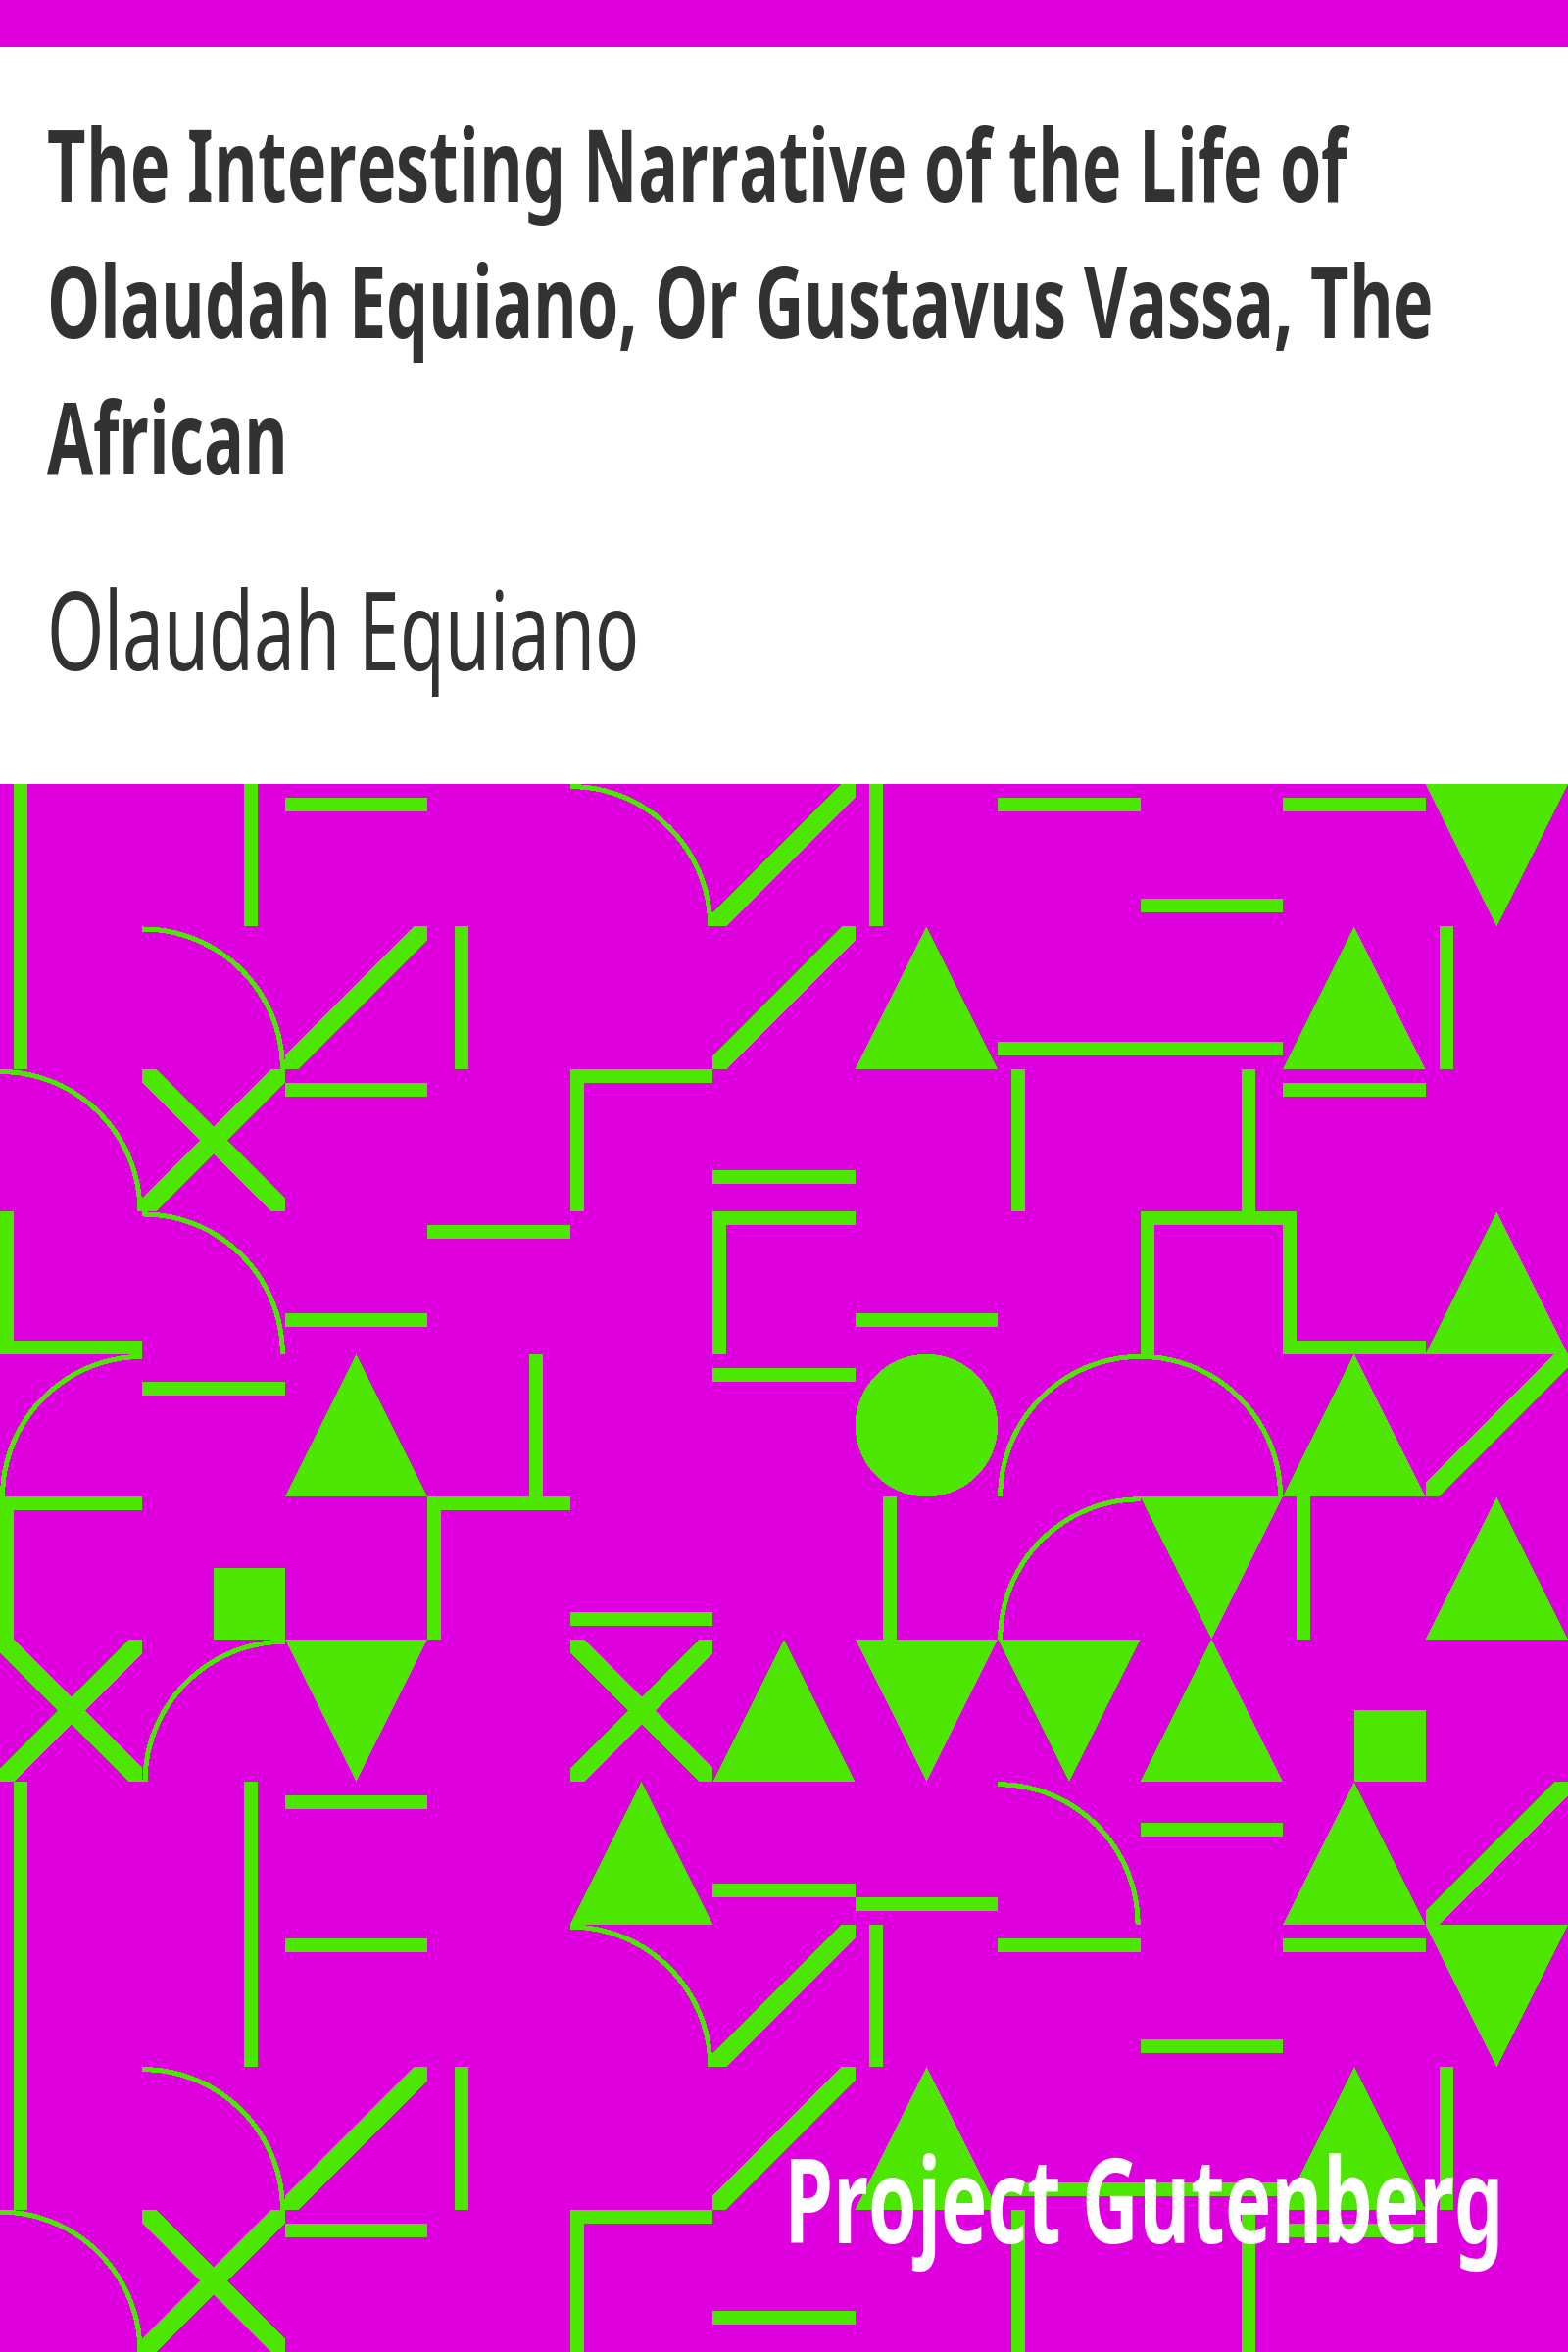 The Interesting Narrative of the Life of
Olaudah Equiano, Or Gustavus Vassa, The
African
Olaudah Equiano
Project Gutenberg